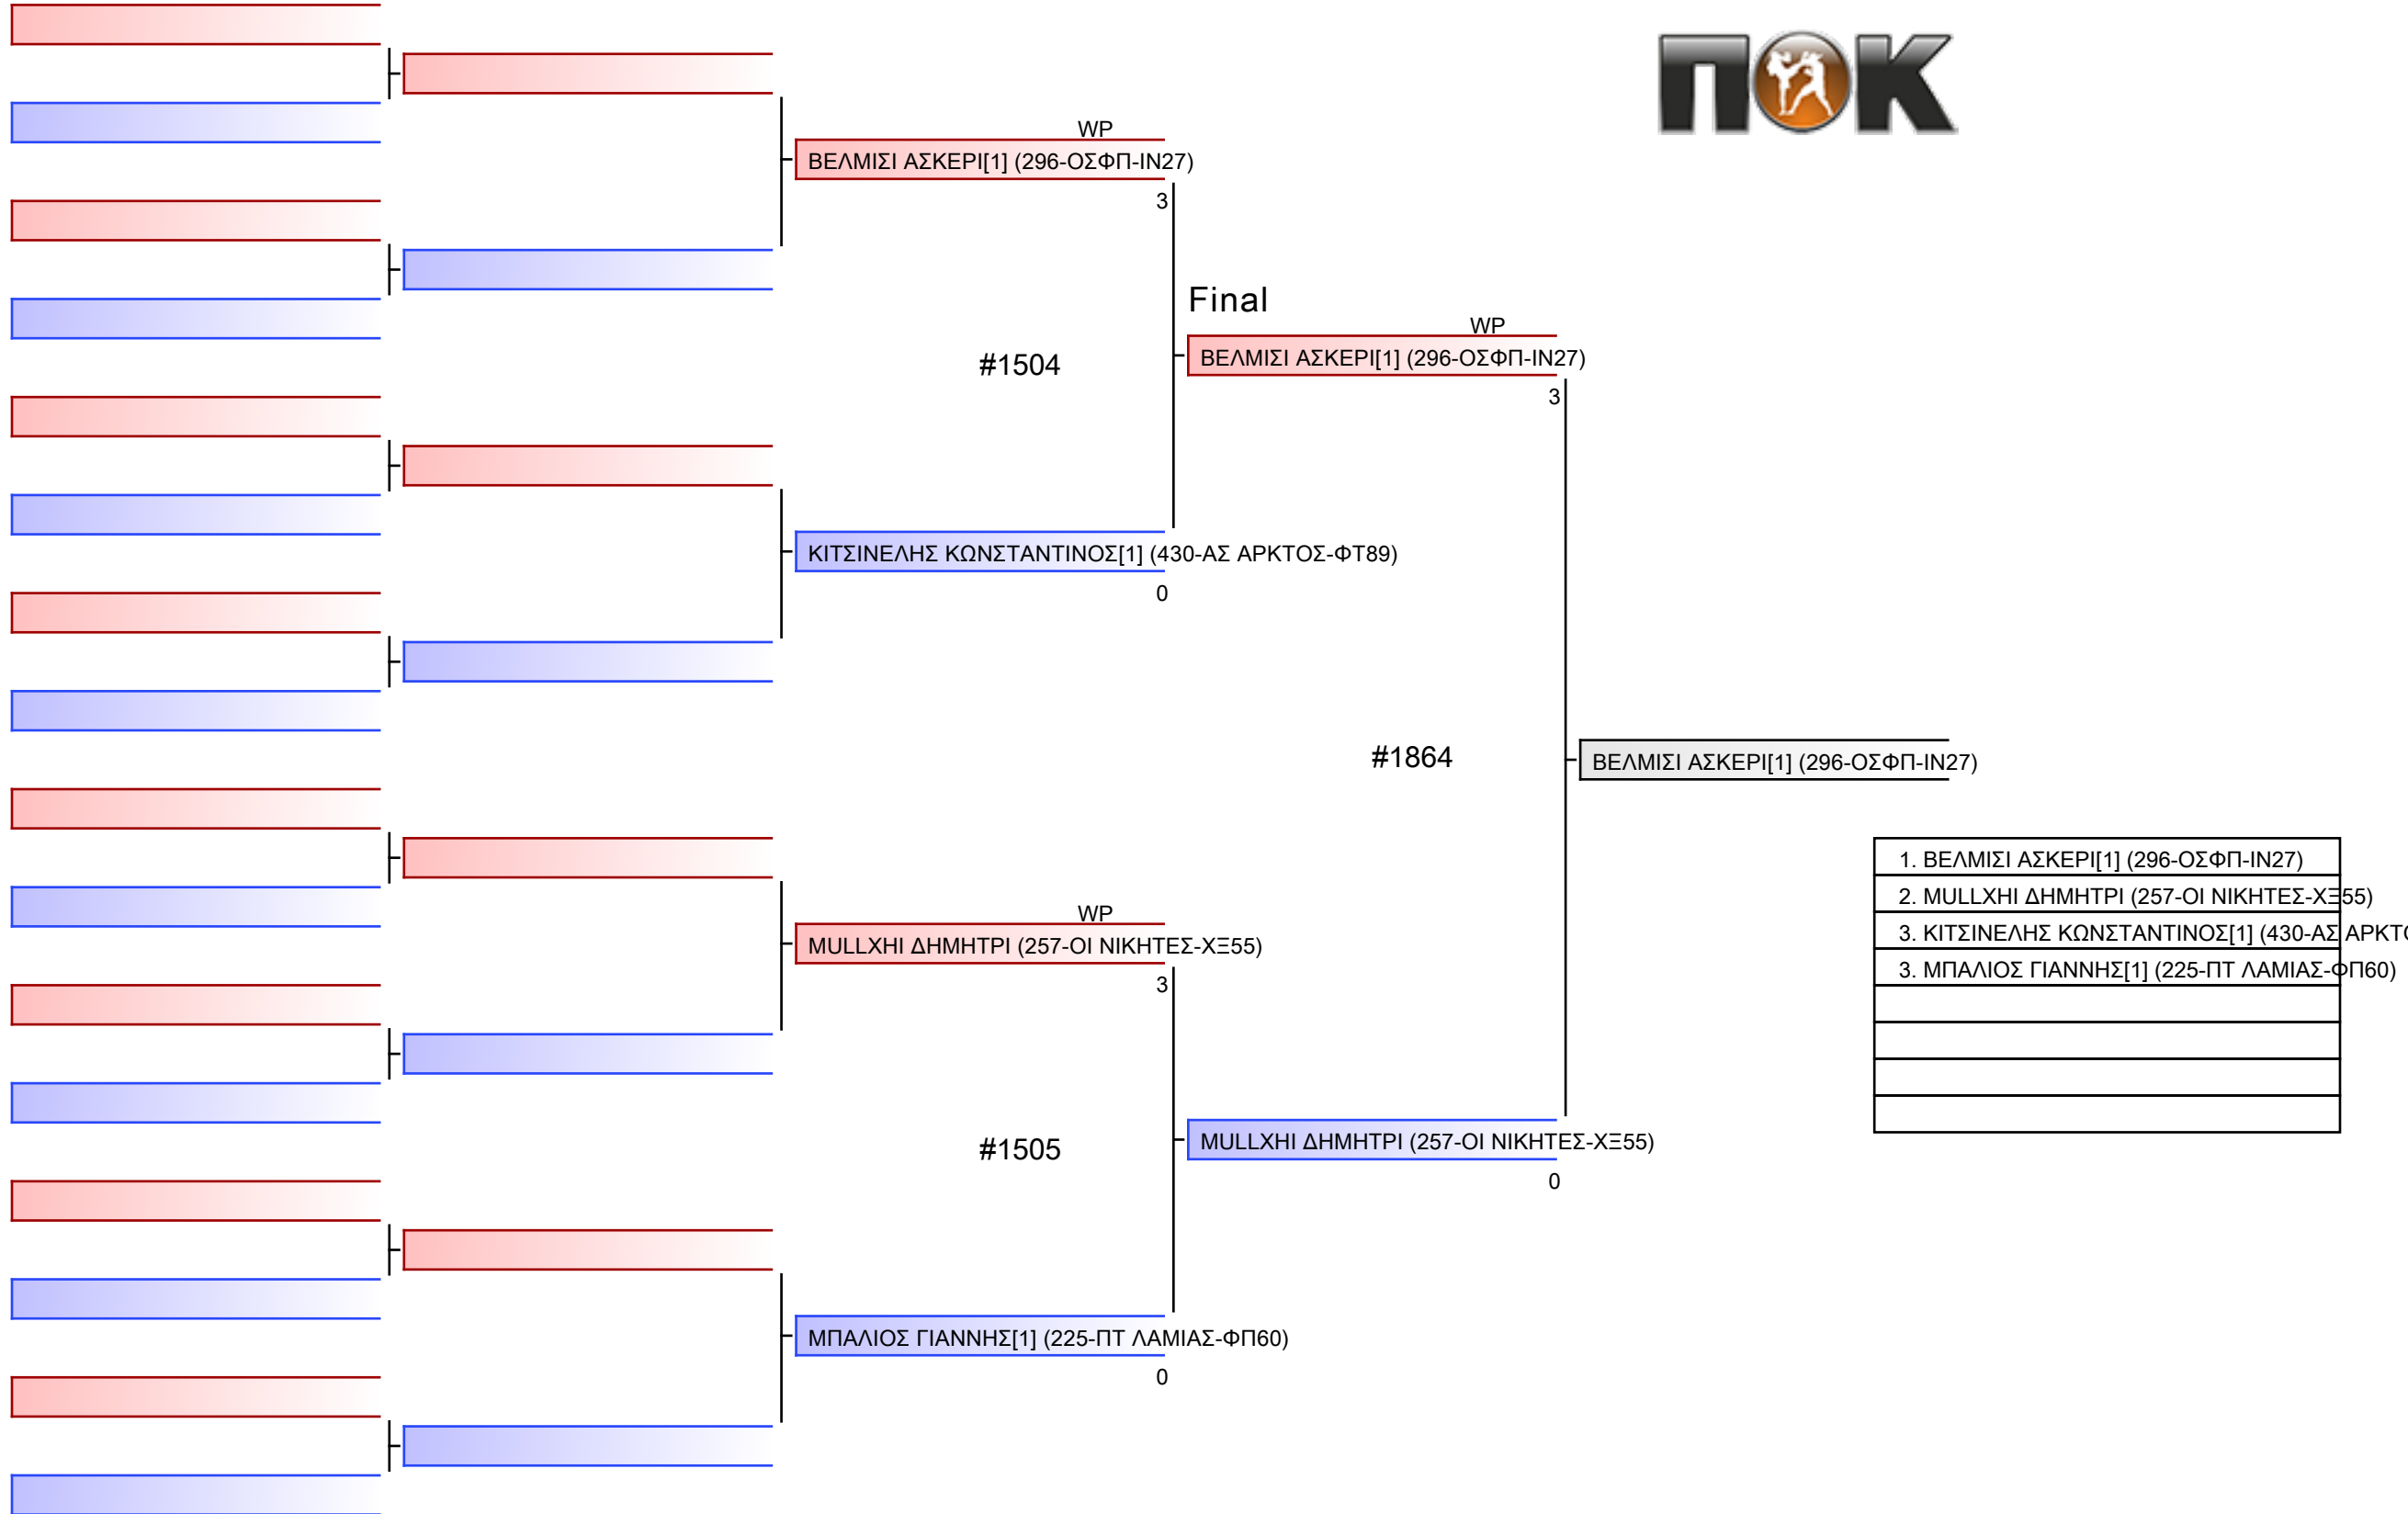 ΠΟΚ
WP
ΒΕΛΜΙΣΙ ΑΣΚΕΡΙ[1] (296-ΟΣΦΠ-ΙΝ27)
3
Final
WP
#1504
ΒΕΛΜΙΣΙ ΑΣΚΕΡΙ[1] (296-ΟΣΦΠ-ΙΝ27)
3
ΚΙΤΣΙΝΕΛΗΣ ΚΩΝΣΤΑΝΤΙΝΟΣ[1] (430-ΑΣ ΑΡΚΤΟΣ-ΦΤ89)
0
#1864
ΒΕΛΜΙΣΙ ΑΣΚΕΡΙ[1] (296-ΟΣΦΠ-ΙΝ27)
1. ΒΕΛΜΙΣΙ ΑΣΚΕΡΙ[1] (296-ΟΣΦΠ-ΙΝ27)
2. MULLXHI ΔΗΜΗΤΡΙ (257-ΟΙ ΝΙΚΗΤΕΣ-ΧΞ55)
3. ΚΙΤΣΙΝΕΛΗΣ ΚΩΝΣΤΑΝΤΙΝΟΣ[1] (430-ΑΣ ΑΡΚΤΟ
3. ΜΠΑΛΙΟΣ ΓΙΑΝΝΗΣ[1] (225-ΠΤ ΛΑΜΙΑΣ-ΦΠ60)
WP
MULLXHI ΔΗΜΗΤΡΙ (257-ΟΙ ΝΙΚΗΤΕΣ-ΧΞ55)
3
#1505
MULLXHI ΔΗΜΗΤΡΙ (257-ΟΙ ΝΙΚΗΤΕΣ-ΧΞ55)
0
ΜΠΑΛΙΟΣ ΓΙΑΝΝΗΣ[1] (225-ΠΤ ΛΑΜΙΑΣ-ΦΠ60)
0